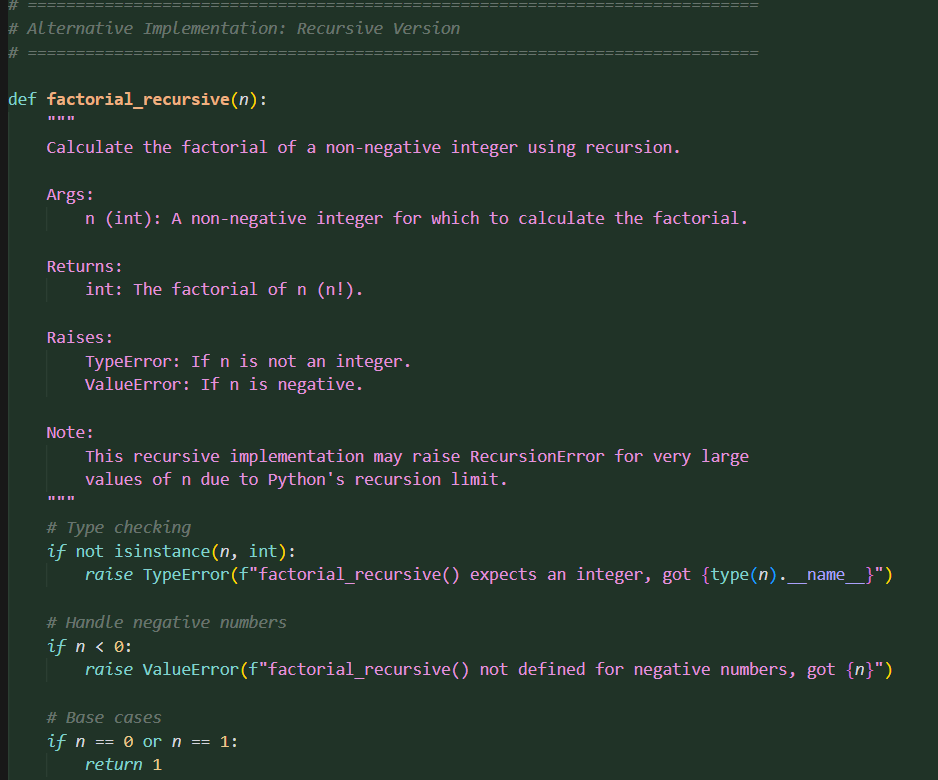 # ============================================================================
# Alternative Implementation: Recursive Version
# ============================================================================
def factorial_recursive(n):
"""
Calculate the factorial of a non-negative integer using recursion.
Args:
n (int): A non-negative integer for which to calculate the factorial.
Returns:
int: The factorial of n (n!).
Raises:
TypeError: If n is not an integer.
ValueError: If n is negative.
Note:
This recursive implementation may raise RecursionError for very large
values of n due to Python's recursion limit.
"""
# Type checking
if not isinstance(n, int):
raise TypeError(f"factorial_recursive() expects an integer, got {type(n).__name__}")
# Handle negative numbers
if n < 0:
raise ValueError(f"factorial_recursive() not defined for negative numbers, got {n}")
# Base cases
if n == 0 or n == 1:
return 1